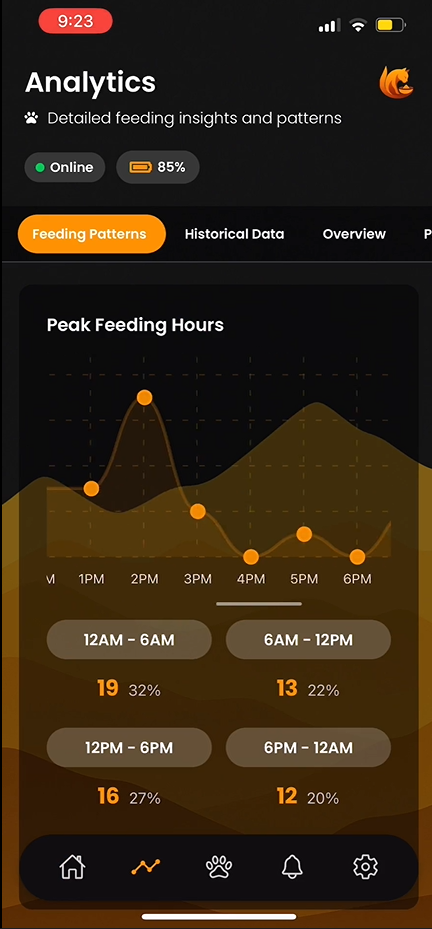 9:23
Analytics
Detailed feeding insights and patterns
Online
85%
Feeding Patterns
Historical Data
Overview
P
Peak Feeding Hours
M 1PM 2PM 3PM 4PM 5PM 6PM
12AM - 6AM
6AM - 12PM
19 32%
13 22%
12PM - 6PM
6PM - 12AM
16 27%
12 20%